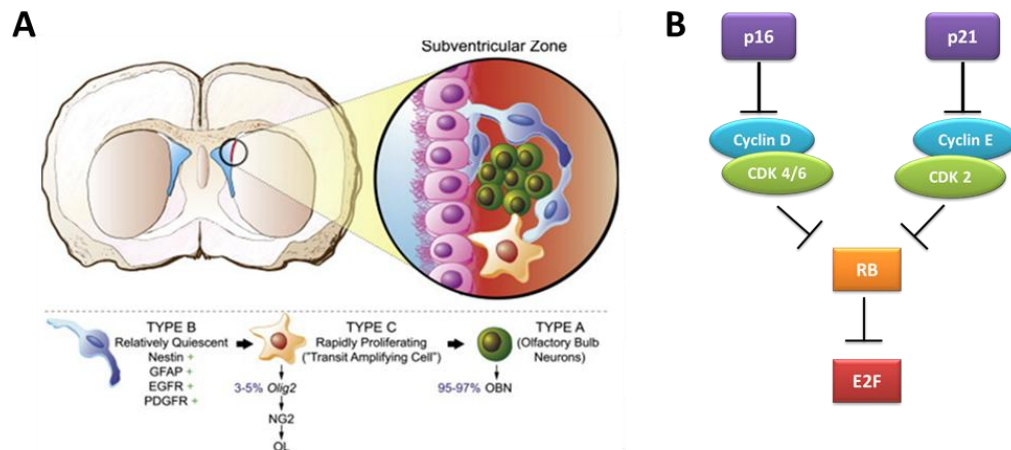 A
Subventricular Zone
TYPE B
Relatively Quiescent
Nestin +
GFAP +
EGFR +
PDGFR +
TYPE C
Rapidly Proliferating
("Transit Amplifying Cell")
3-5% Olig2
NG2
OL
TYPE A
(Olfactory Bulb
Neurons)
95-97% OBN
B
p16
p21
Cyclin D
CDK 4/6
Cyclin E
CDK 2
RB
E2F